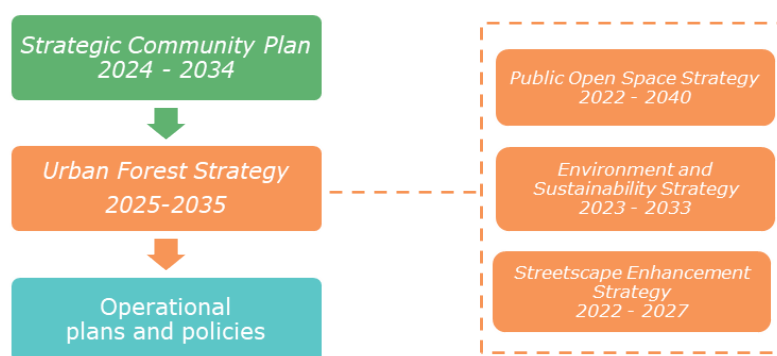 Strategic Community Plan
2024 - 2034
Urban Forest Strategy
2025-2035
Operational
plans and policies
Public Open Space Strategy
2022 - 2040
Environment and
Sustainability Strategy
2023 - 2033
Streetscape Enhancement
Strategy
2022 - 2027